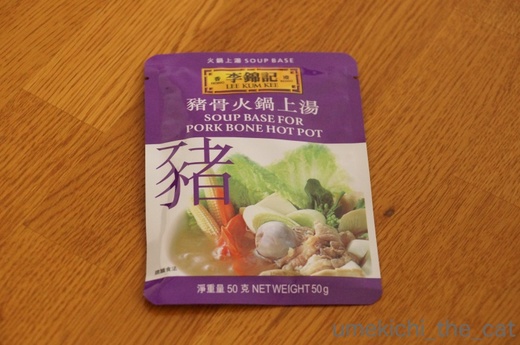 火鍋上湯 SOUP BASE
李錦記
LEE KUM KEE
豬骨火鍋上湯
SOUP BASE FOR
PORK BONE HOT POT
豬
淨重量 50 克 NET WEIGHT 50g
umekichi_the_cat